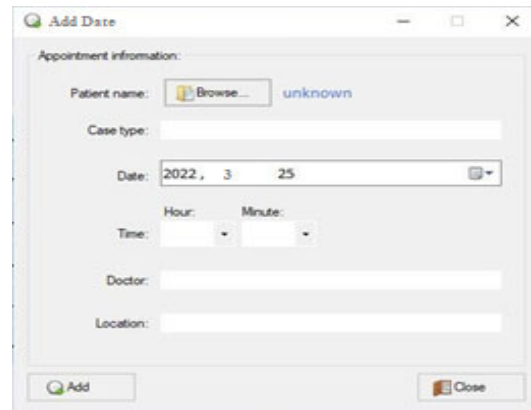 Add Date
Appointment infromation:
Patient name: Browse... unknown
Case type:
Date: 2022, 3 25
Hour: Minute:
Time:
Doctor:
Location:
Add Close